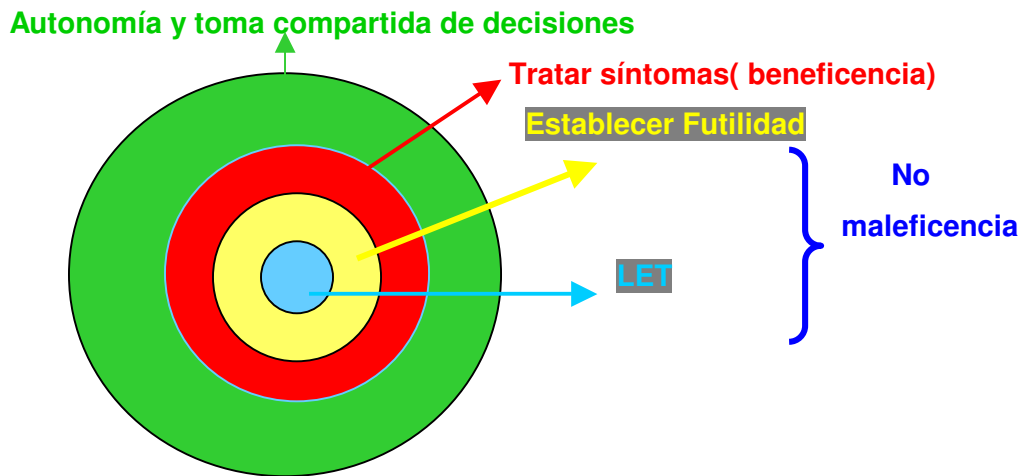 Autonomía y toma compartida de decisiones
Tratar síntomas( beneficencia)
Establecer Futilidad
No
maleficencia
LET